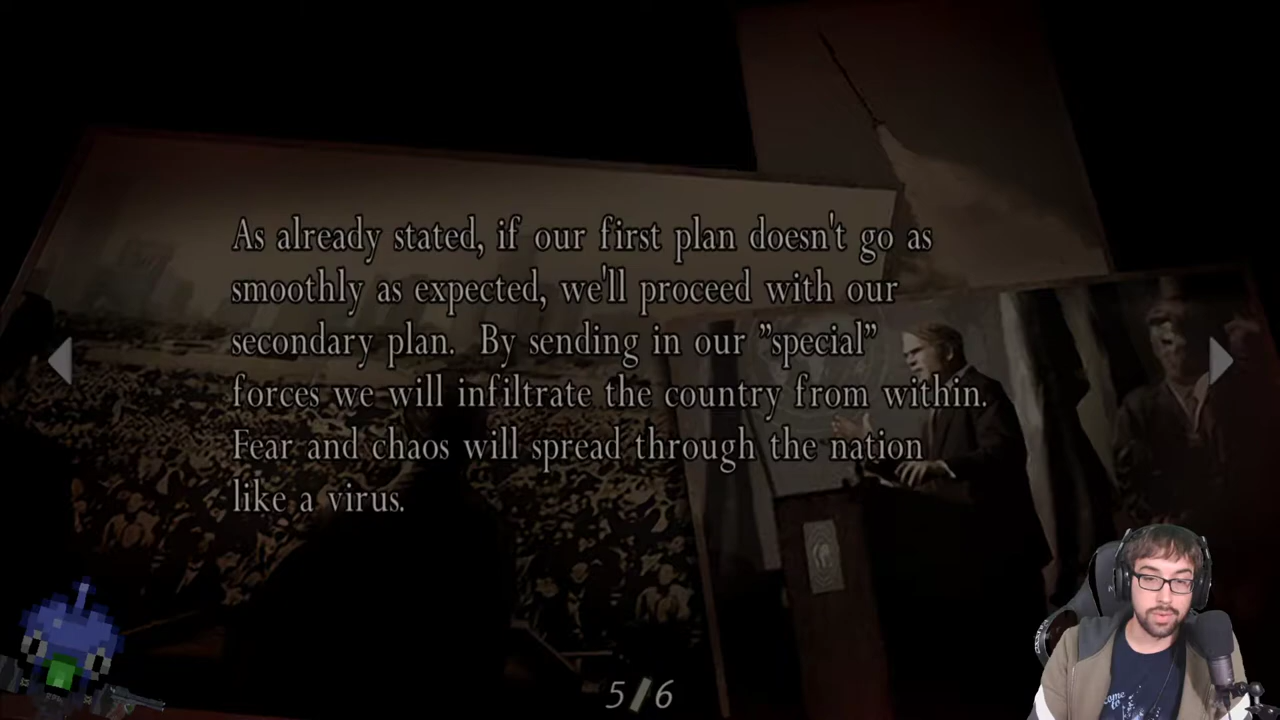 As already stated, if our first plan doesn't go as
smoothly as expected, we'll proceed with our
secondary plan. By sending in our ”special”
forces we will infiltrate the country from within.
Fear and chaos will spread through the nation
like a virus.
5/6